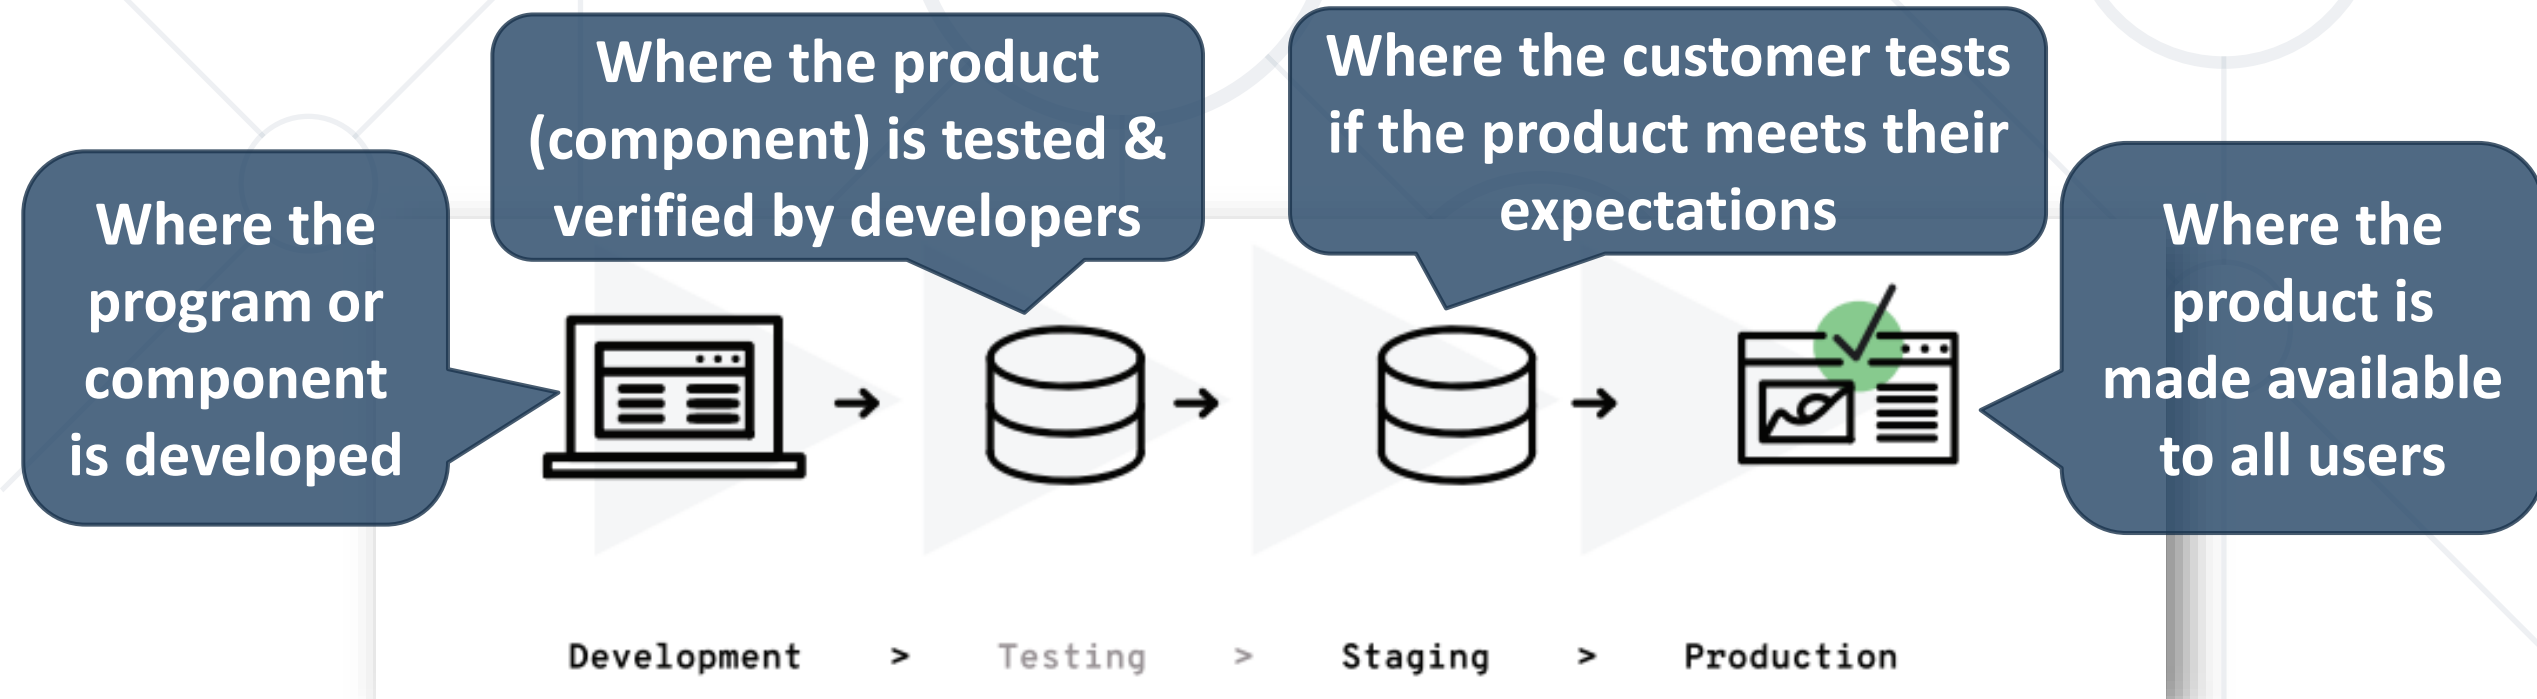 Where the
program or
component
is developed
Where the product
(component) is tested &
verified by developers
Where the customer tests
if the product meets their
expectations
Where the
product is
made available
to all users
Development > Testing > Staging > Production